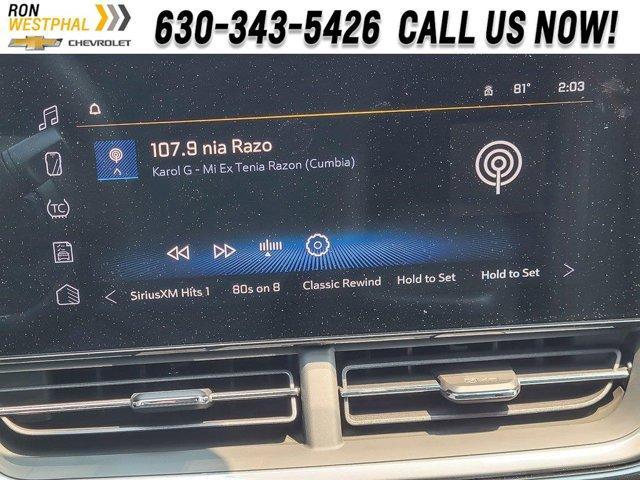 RON
WESTPHAL
CHEVROLET
630-343-5426 CALL US NOW!
81° 2:03
107.9 nia Razo
Karol G - Mi Ex Tenia Razon (Cumbia)
TC
SiriusXM Hits 1 80s on 8 Classic Rewind Hold to Set Hold to Set